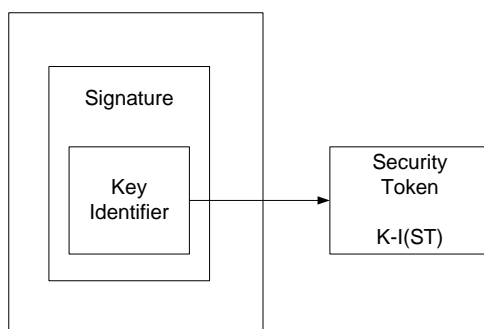 Signature
Key
Identifier
Security
Token
K-I(ST)